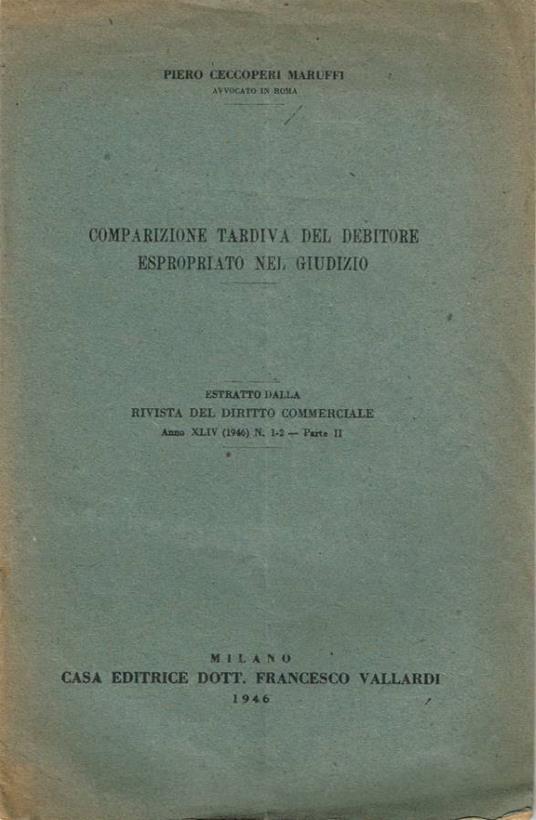 PIERO CECCOPERI MARUFFI
AVVOCATO IN ROMA
COMPARIZIONE TARDIVA DEL DEBITORE
ESPROPRIATO NEL GIUDIZIO
ESTRATTO DALLA
RIVISTA DEL DIRITTO COMMERCIALE
Anno XLIV (1946) N. 1-2 — Parte II
MILANO
CASA EDITRICE DOTT. FRANCESCO VALLARDI
1946